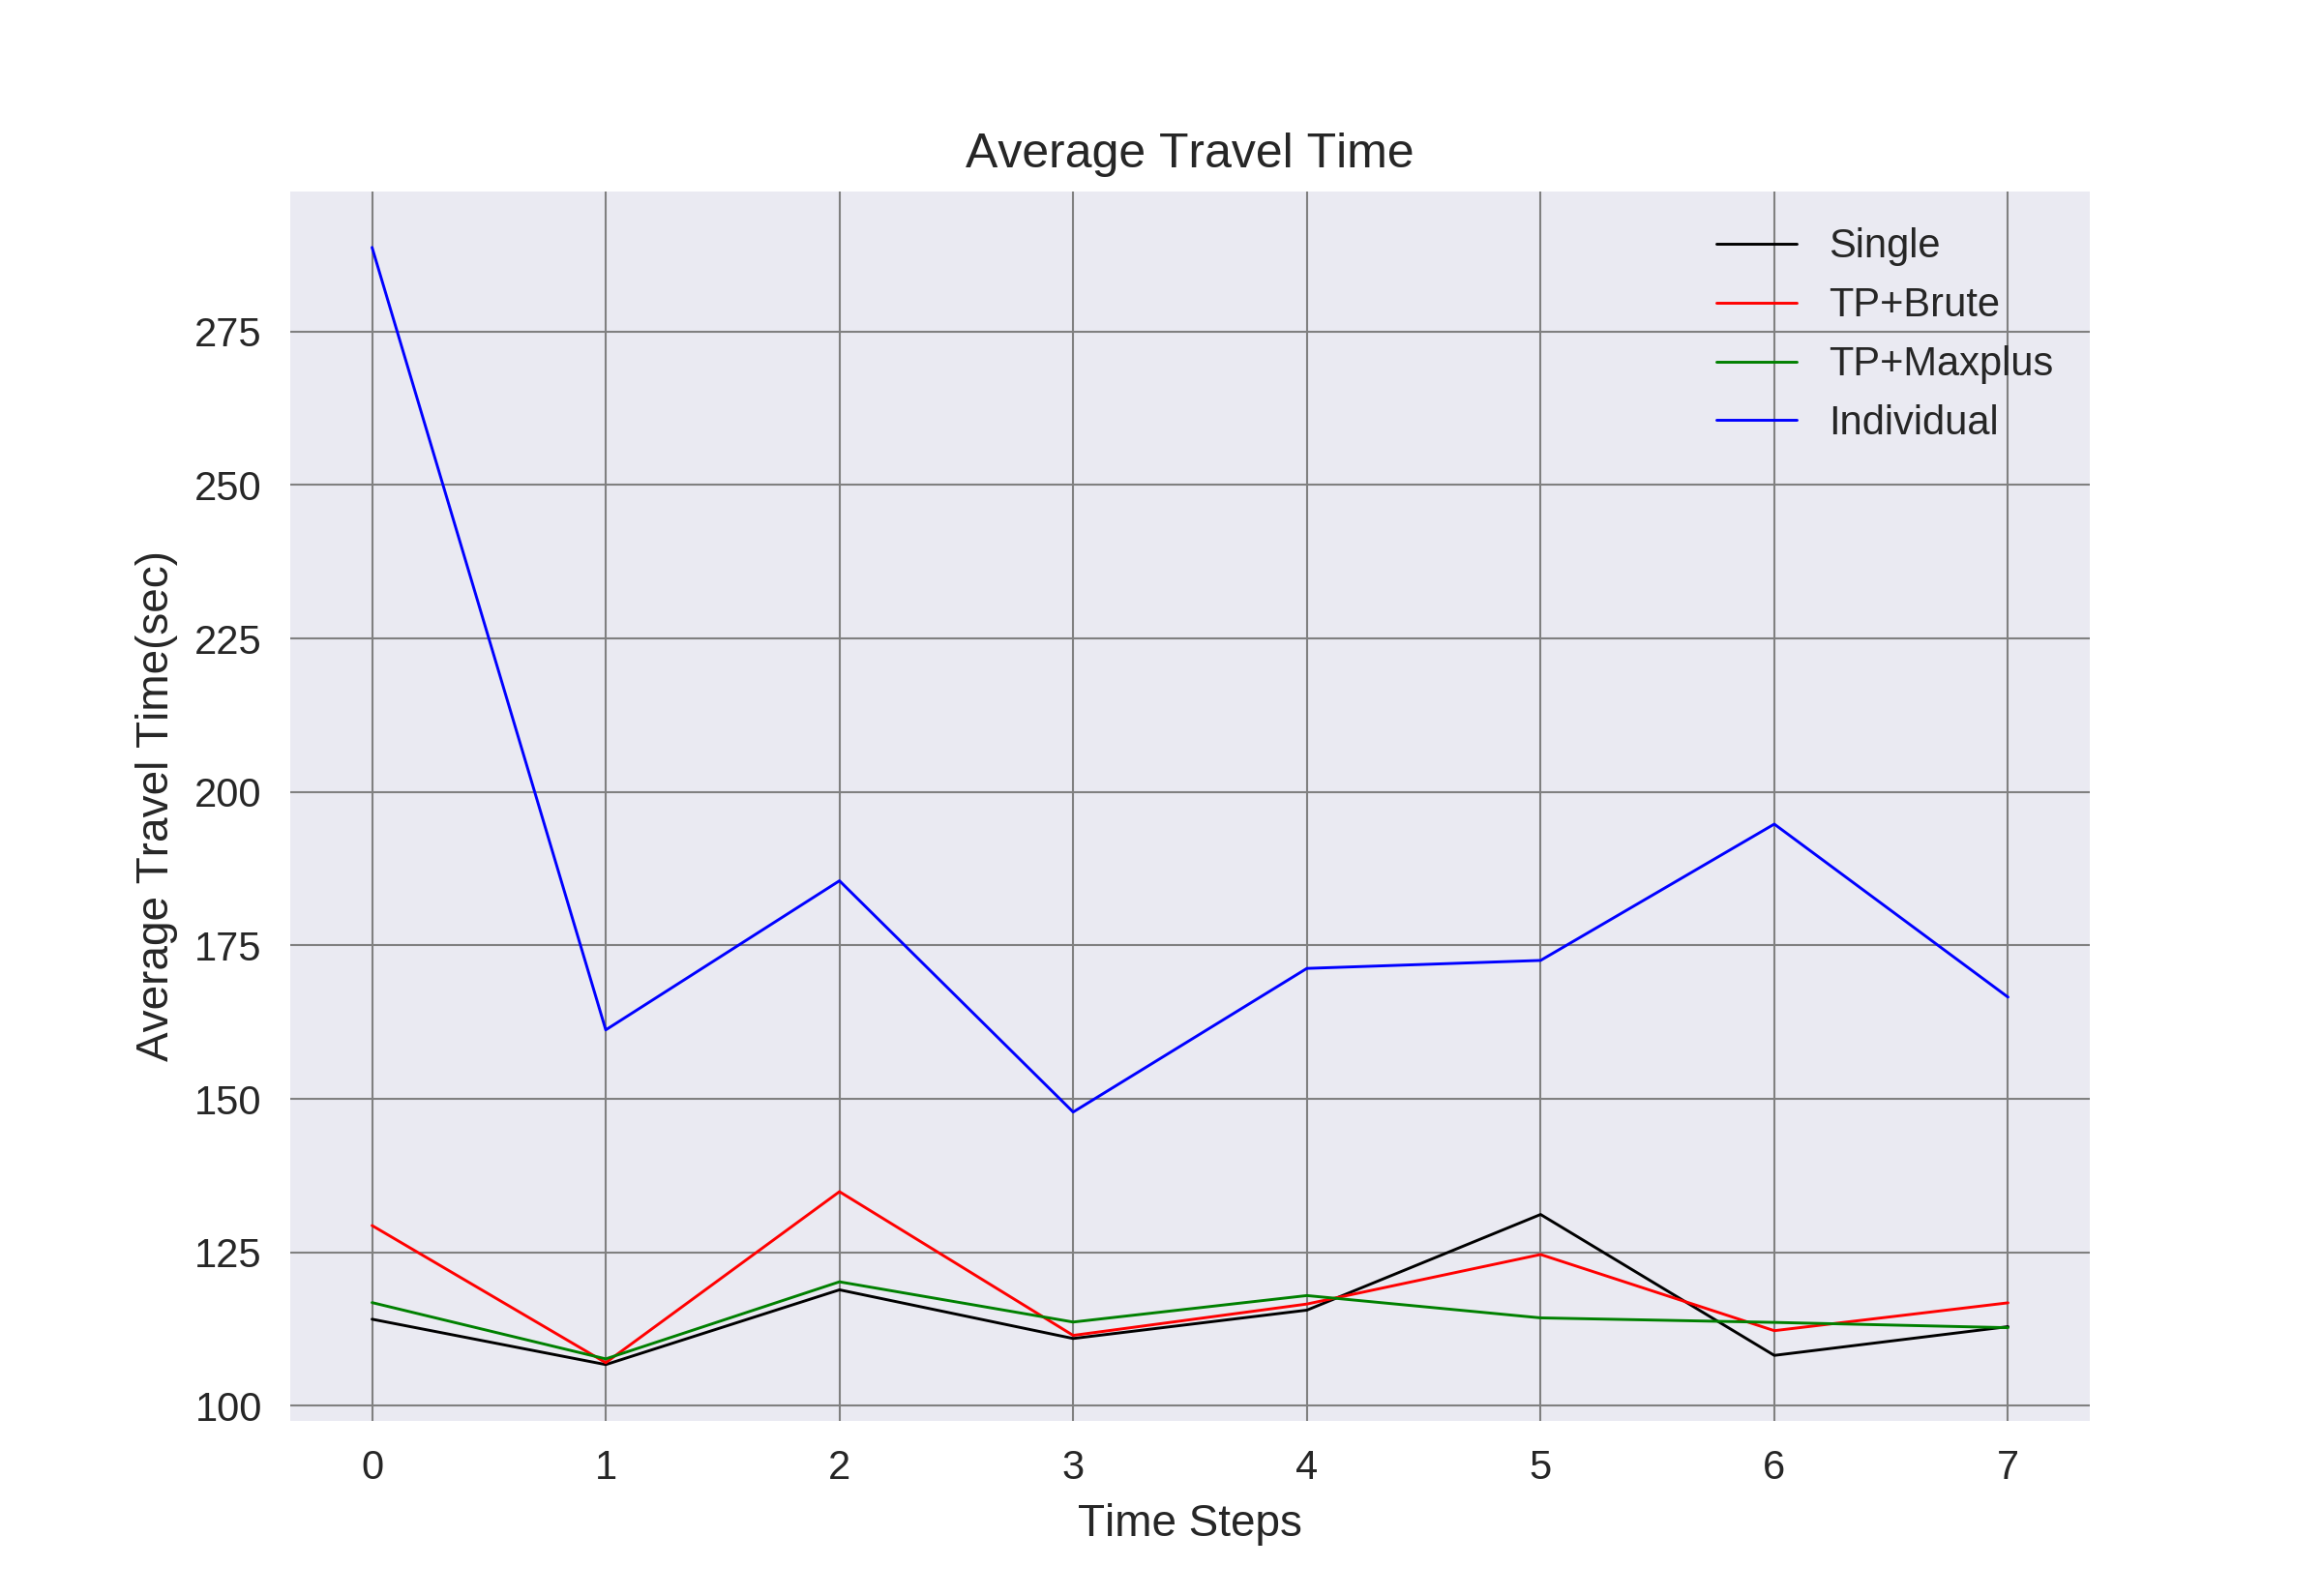 Average Travel Time
Single
TP+Brute
TP+Maxplus
Individual
Average Travel Time(sec)
275
250
225
200
175
150
125
100
0 1 2 3 4 5 6 7
Time Steps